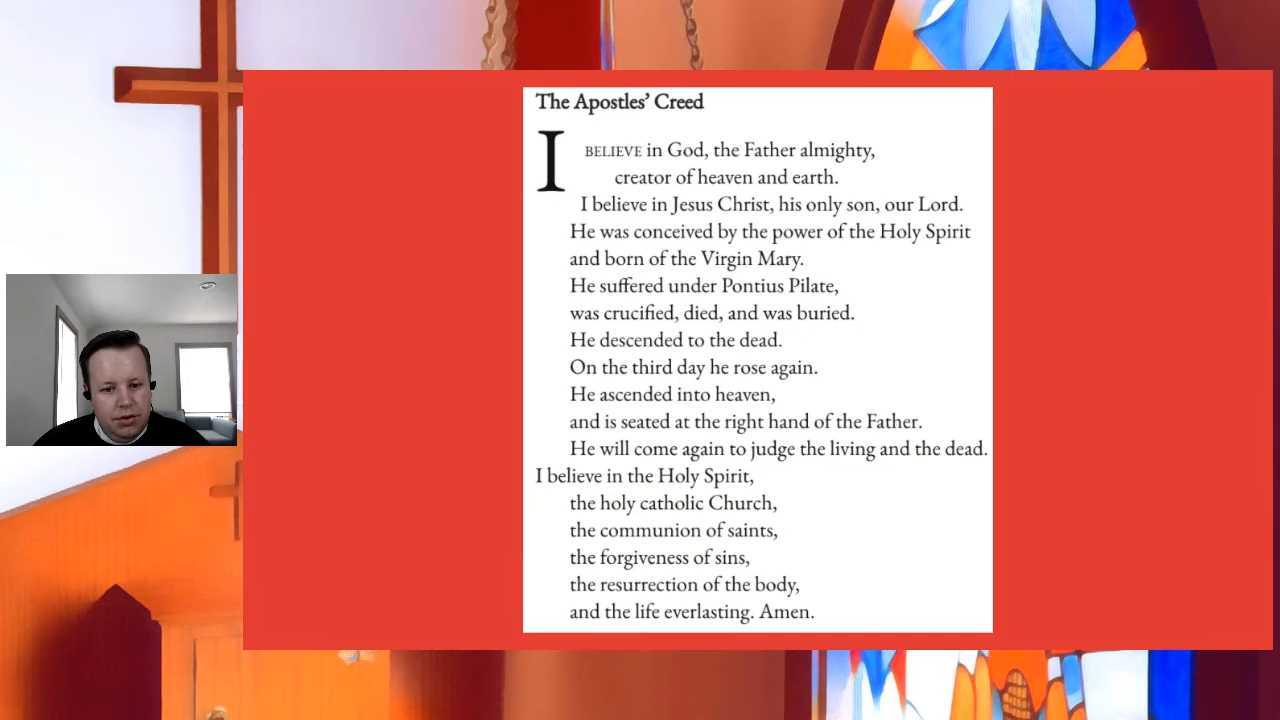 The Apostles’ Creed
I BELIEVE in God, the Father almighty,
creator of heaven and earth.
I believe in Jesus Christ, his only son, our Lord.
He was conceived by the power of the Holy Spirit
and born of the Virgin Mary.
He suffered under Pontius Pilate,
was crucified, died, and was buried.
He descended to the dead.
On the third day he rose again.
He ascended into heaven,
and is seated at the right hand of the Father.
He will come again to judge the living and the dead.
I believe in the Holy Spirit,
the holy catholic Church,
the communion of saints,
the forgiveness of sins,
the resurrection of the body,
and the life everlasting. Amen.